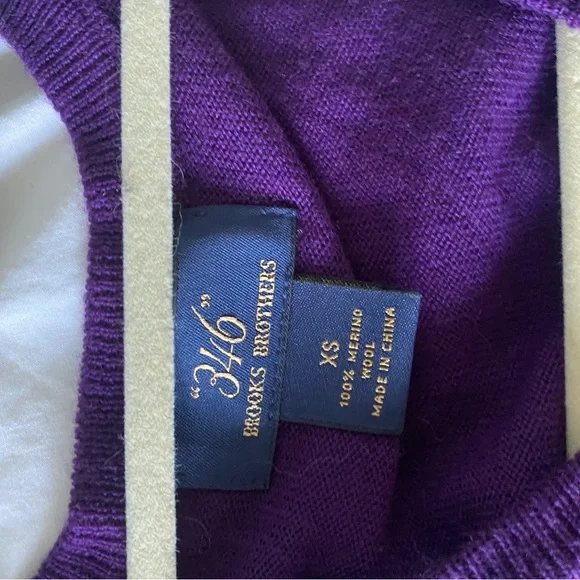 “346”
BROOKS BROTHERS
XS
100% MERINO
WOOL
MADE IN CHINA